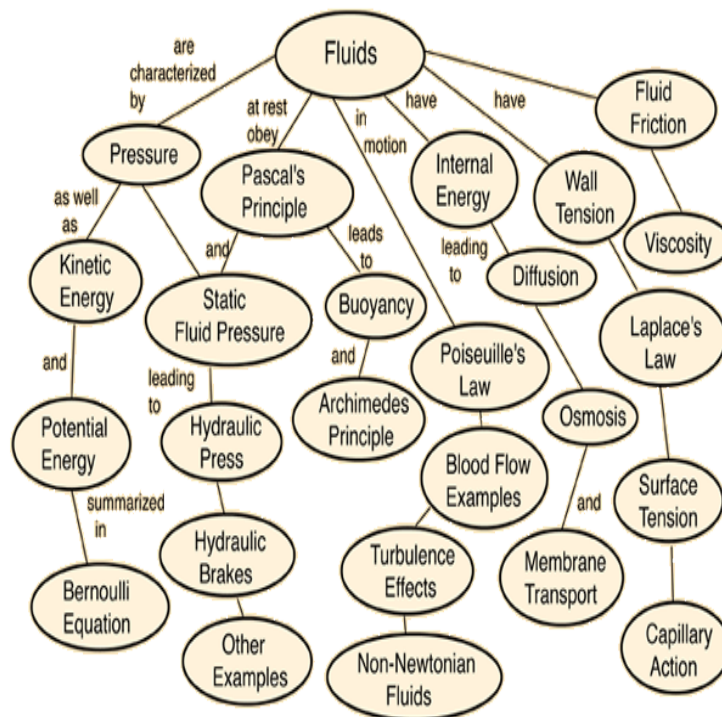 Fluids
are
characterized
by
at rest
obey
in
motion
have
have
Fluid
Friction
Pressure
Pascal's
Principle
Internal
Energy
Wall
Tension
Viscosity
as well
as
and
leads
to
leading
to
Kinetic
Energy
Static
Fluid Pressure
Buoyancy
Diffusion
Laplace's
Law
and
leading
to
and
Poiseuille's
Law
Potential
Energy
Hydraulic
Press
Archimedes
Principle
Osmosis
Blood Flow
Examples
summarized
in
and
Surface
Tension
Hydraulic
Brakes
Turbulence
Effects
Membrane
Transport
Bernoulli
Equation
Other
Examples
Non-Newtonian
Fluids
Capillary
Action